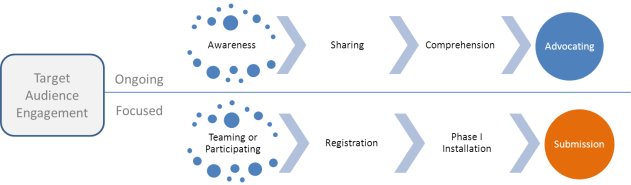 Awareness
Sharing
Comprehension
Advocating
Target
Audience
Engagement
Ongoing
Focused
Teaming or
Participating
Registration
Phase I
Installation
Submission